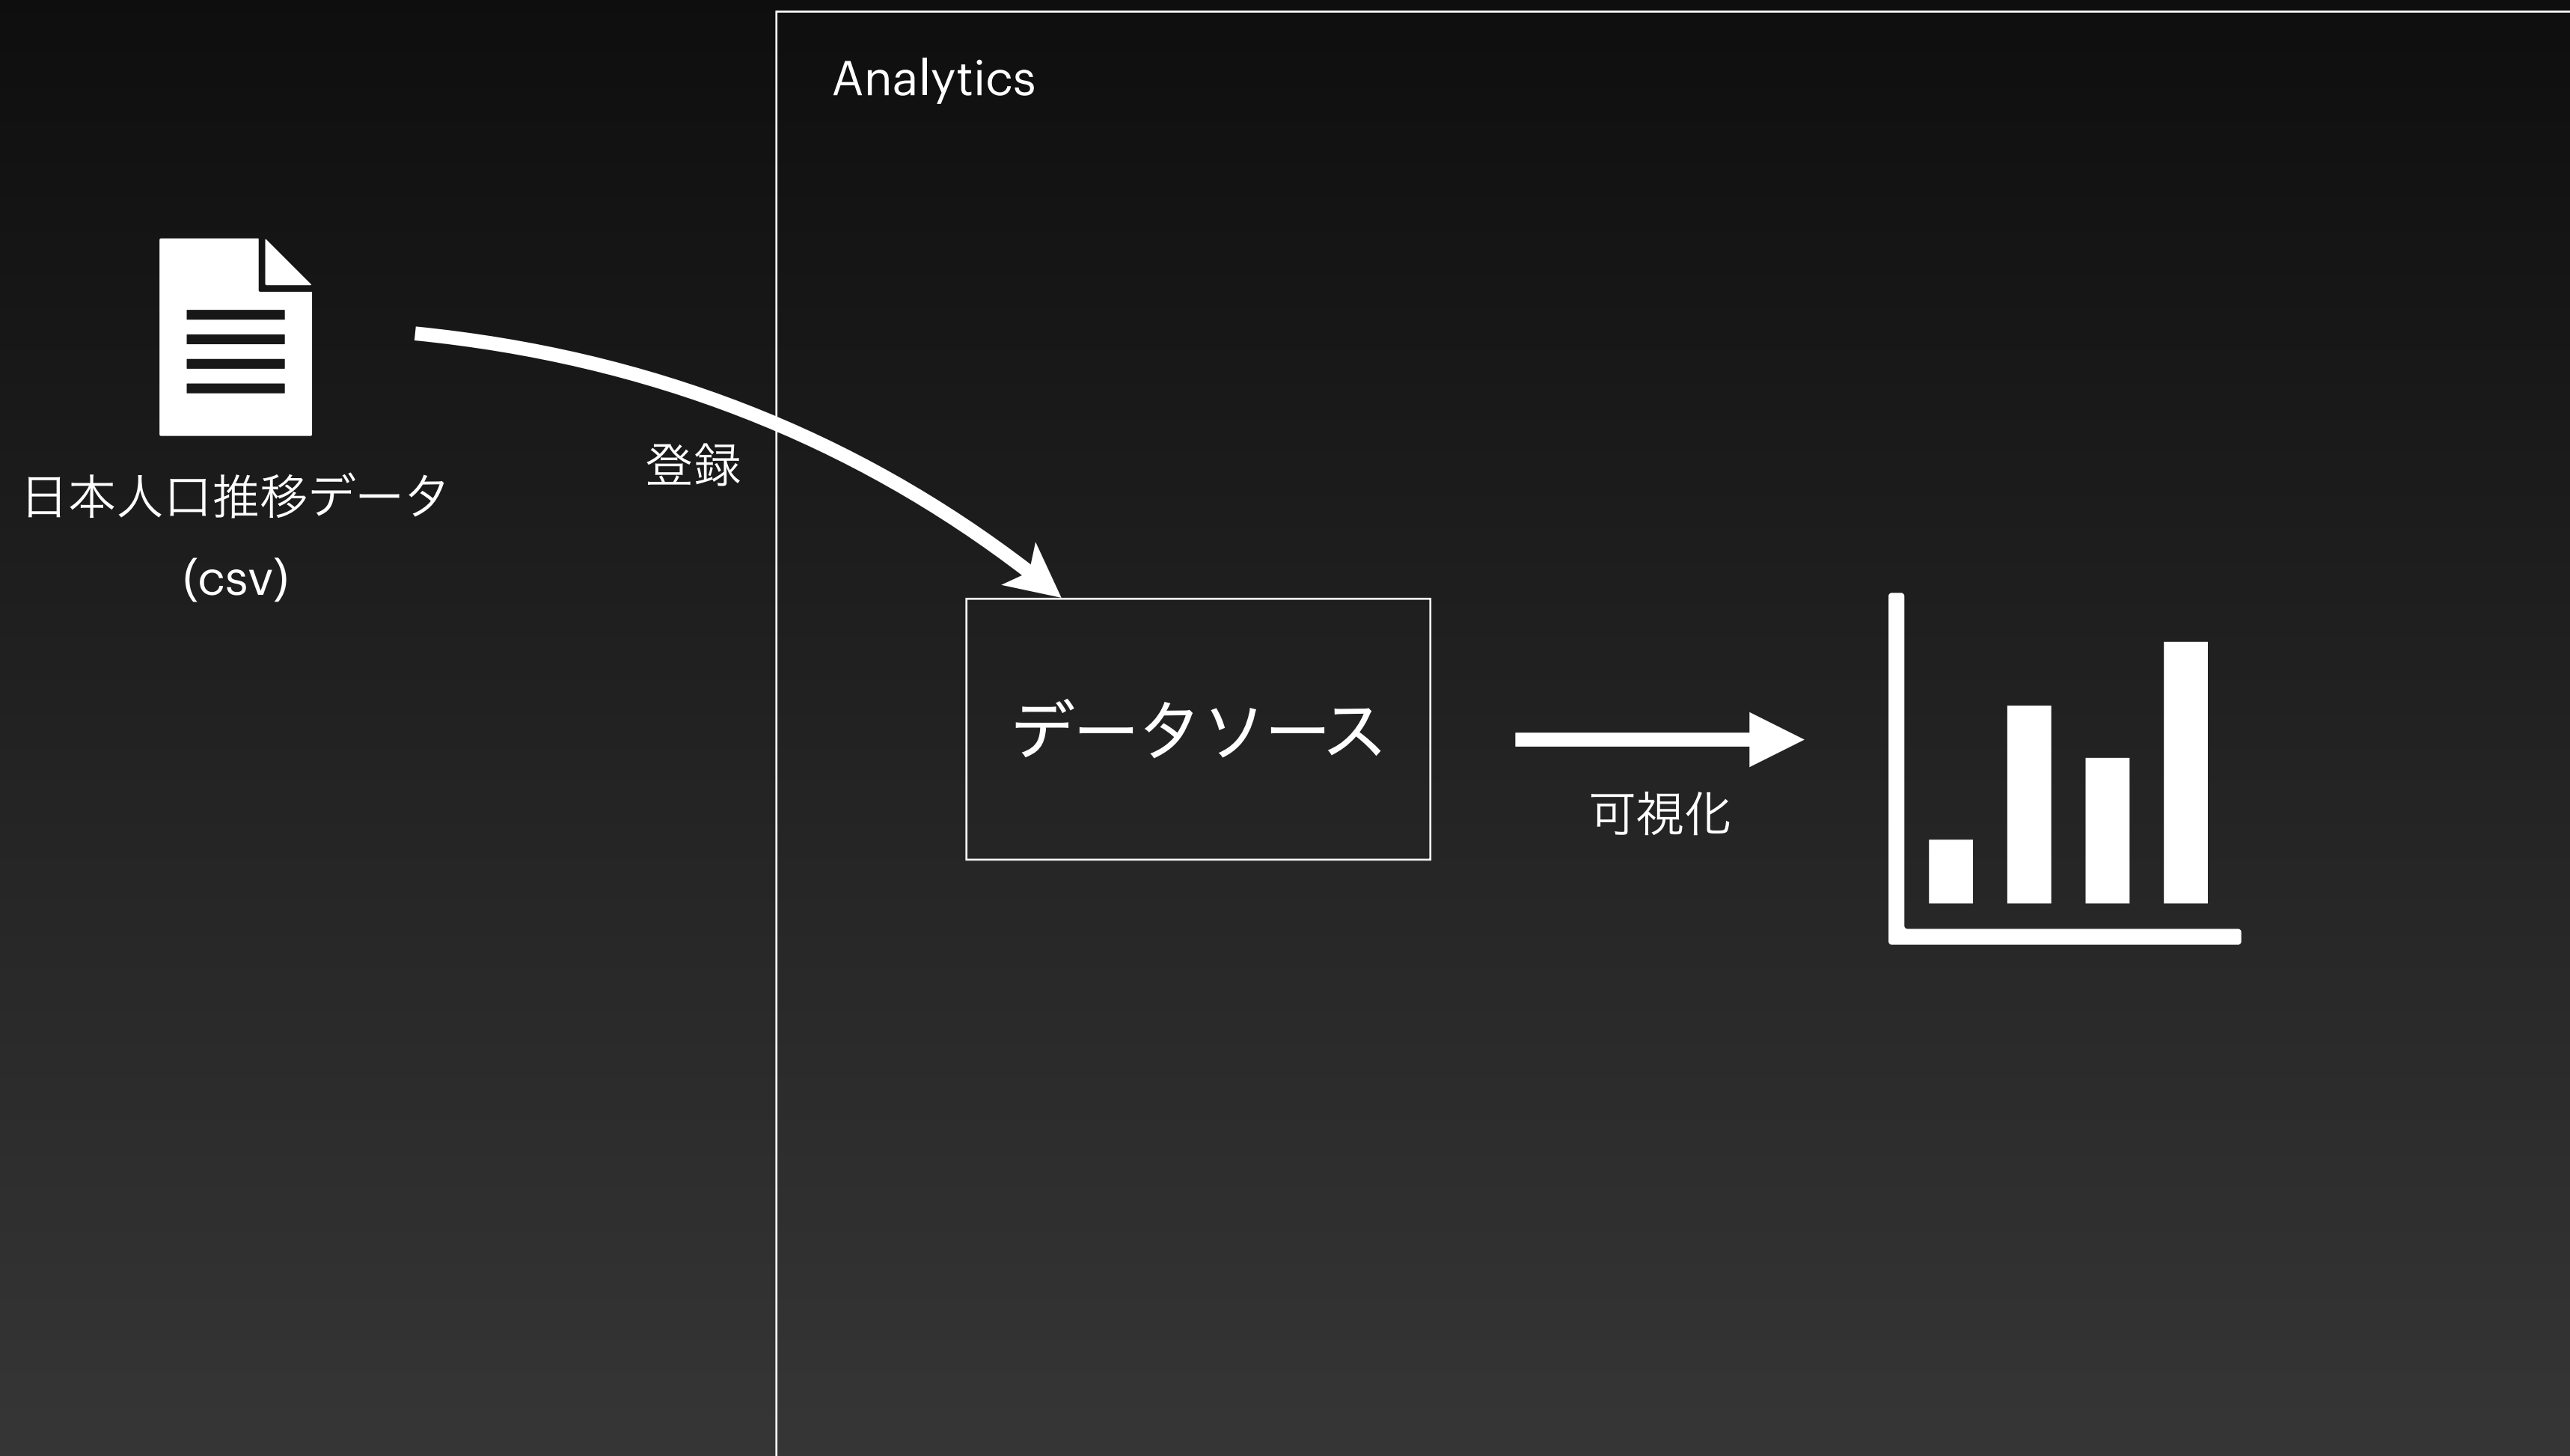 Analytics
登録
日本人口推移データ
(csv)
データソース
可視化